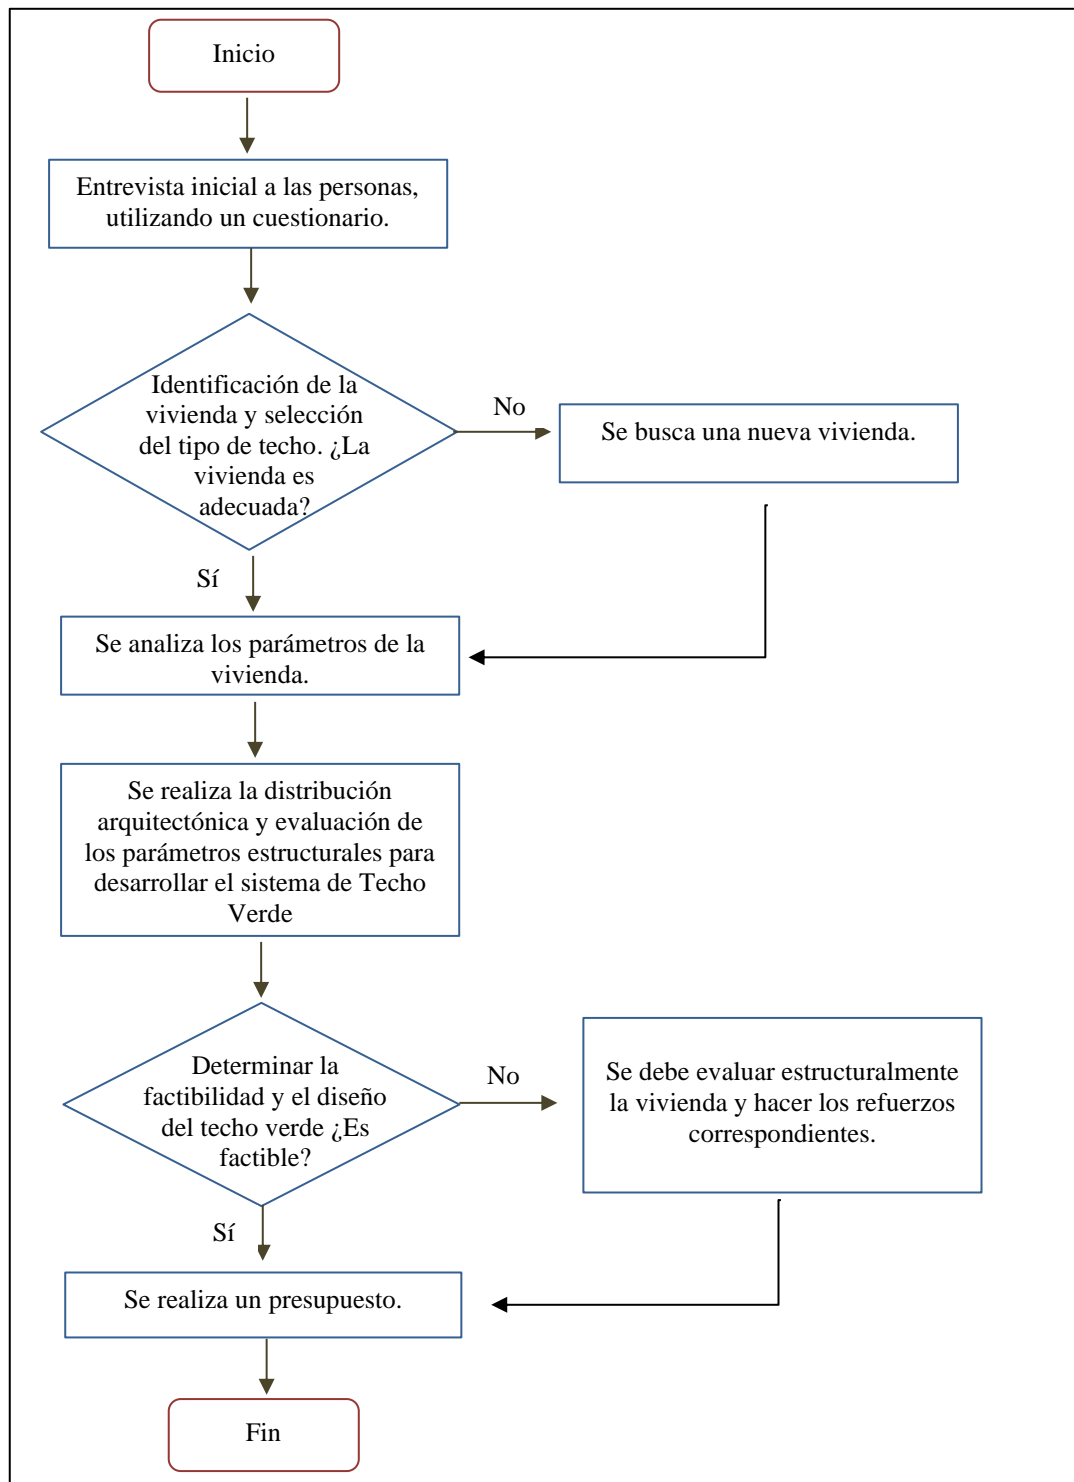 Inicio
Entrevista inicial a las personas,
utilizando un cuestionario.
Identificación de la
vivienda y selección
del tipo de techo. ¿La
vivienda es
adecuada?
No
Se busca una nueva vivienda.
Sí
Se analiza los parámetros de la
vivienda.
Se realiza la distribución
arquitectónica y evaluación de
los parámetros estructurales para
desarrollar el sistema de Techo
Verde
Determinar la
factibilidad y el diseño
del techo verde ¿Es
factible?
No
Se debe evaluar estructuralmente
la vivienda y hacer los refuerzos
correspondientes.
Sí
Se realiza un presupuesto.
Fin